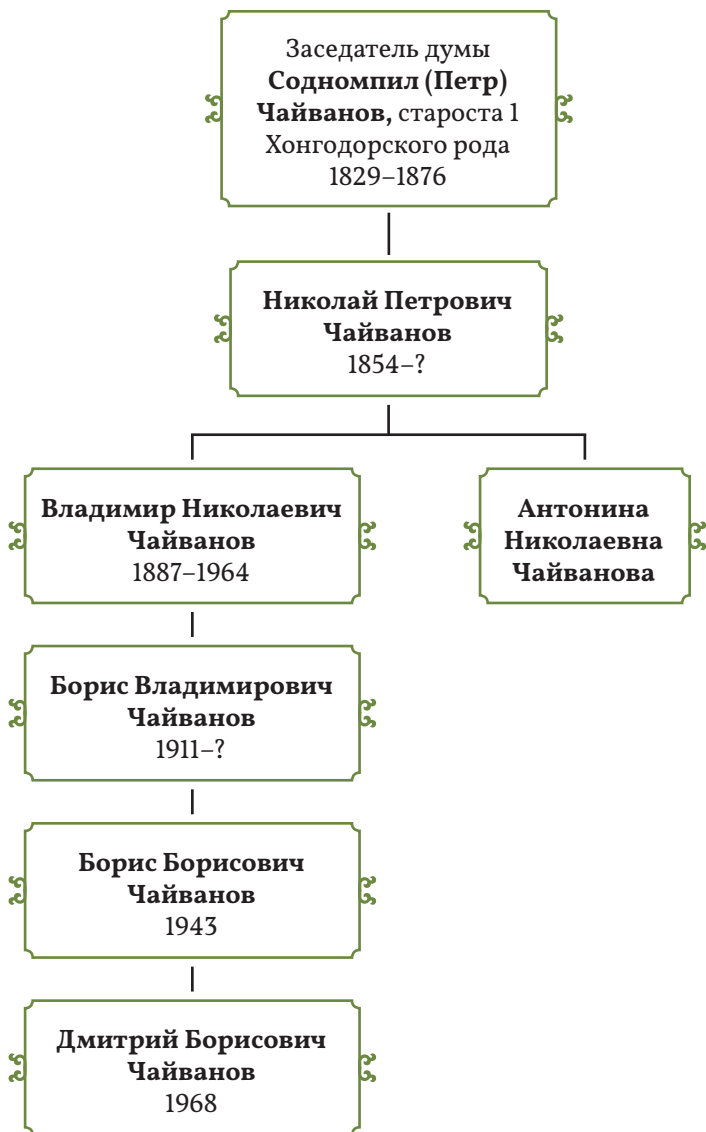 Заседатель думы
Содномпил (Петр)
Чайванов, староста 1
Хонгодорского рода
1829–1876
Николай Петрович
Чайванов
1854–?
Владимир Николаевич
Чайванов
1887–1964
Антонина
Николаевна
Чайванова
Борис Владимирович
Чайванов
1911–?
Борис Борисович
Чайванов
1943
Дмитрий Борисович
Чайванов
1968